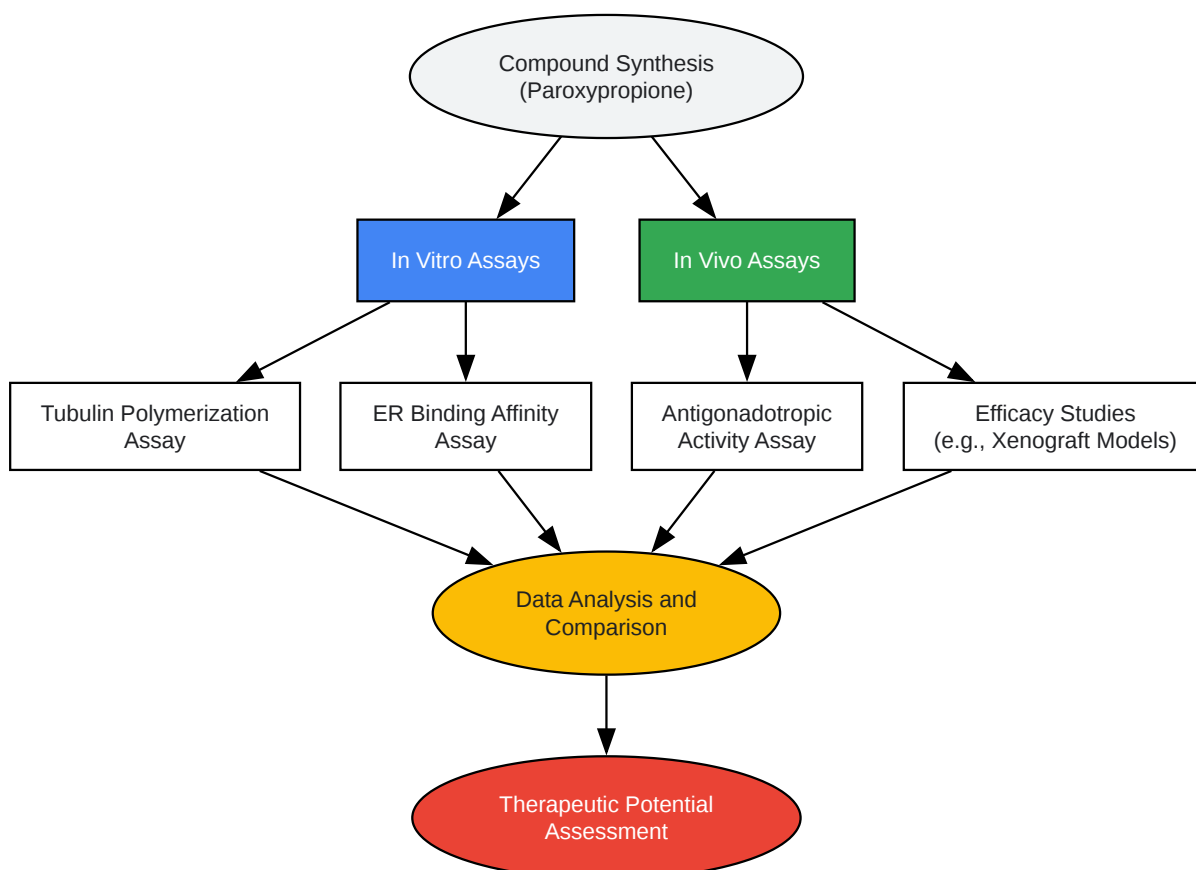 Compound Synthesis
(Paroxypropione)
In Vitro Assays
In Vivo Assays
Tubulin Polymerization
Assay
ER Binding Affinity
Assay
Antigonadotropic
Activity Assay
Efficacy Studies
(e.g., Xenograft Models)
Data Analysis and
Comparison
Therapeutic Potential
Assessment